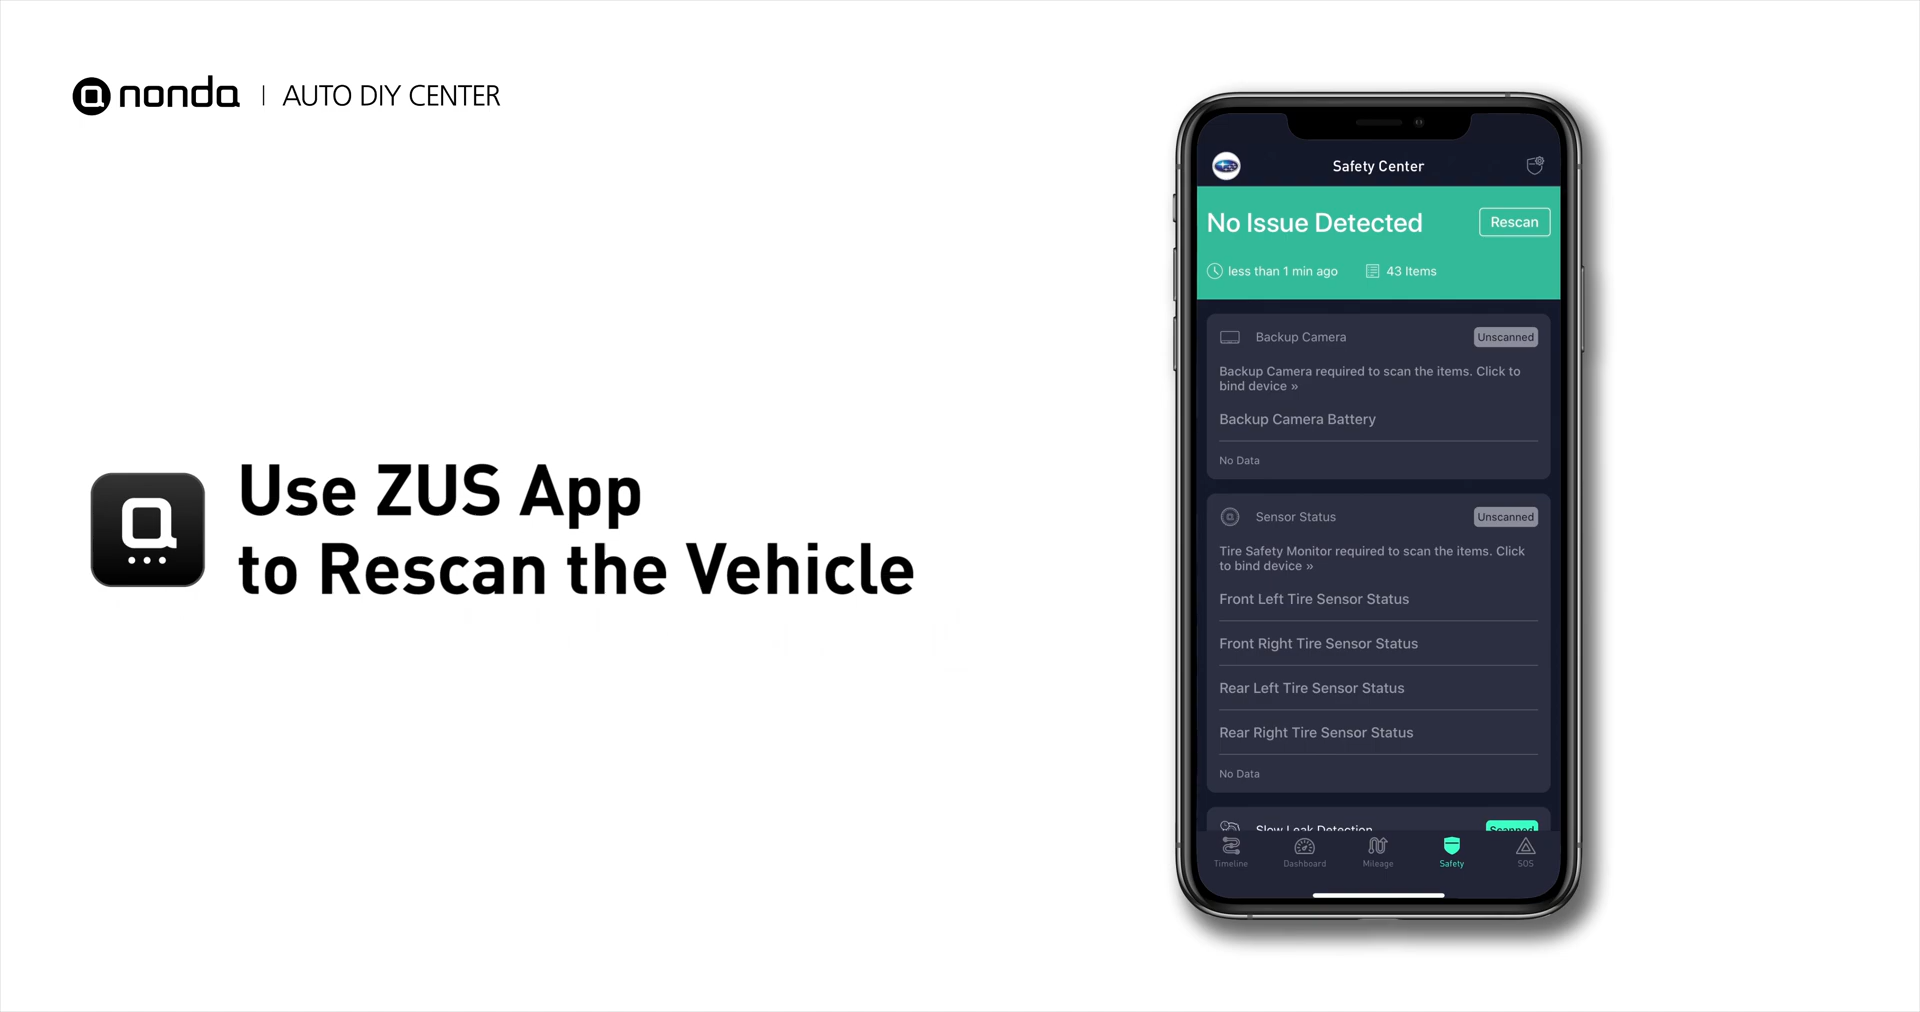 nonda | AUTO DIY CENTER
Use ZUS App
to Rescan the Vehicle
Safety Center
No Issue Detected
Rescan
less than 1 min ago
43 Items
Backup Camera
Unscanned
Backup Camera required to scan the items. Click to
bind device »
Backup Camera Battery
No Data
Sensor Status
Unscanned
Tire Safety Monitor required to scan the items. Click
to bind device »
Front Left Tire Sensor Status
Front Right Tire Sensor Status
Rear Left Tire Sensor Status
Rear Right Tire Sensor Status
No Data
Slow Leak Detection
Scanned
Timeline
Dashboard
Mileage
Safety
SOS